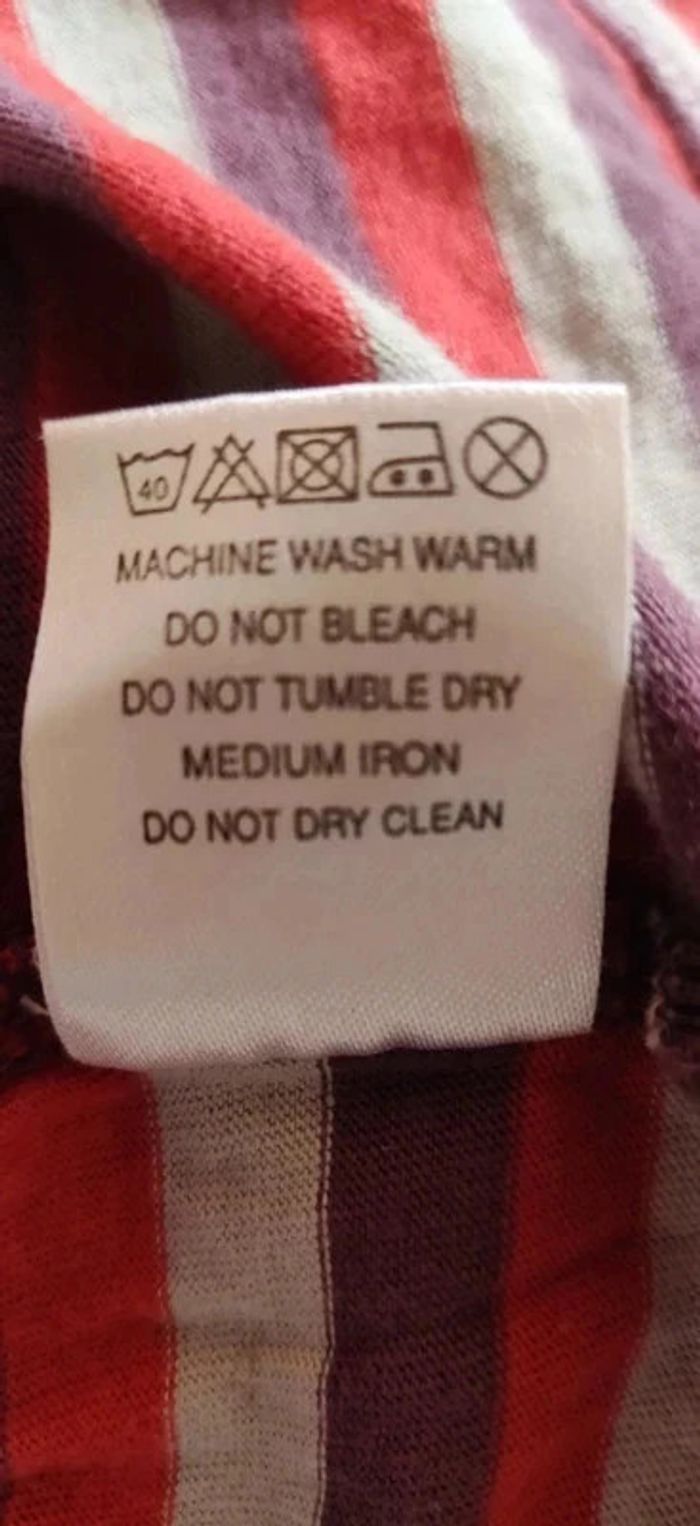 40
MACHINE WASH WARM
DO NOT BLEACH
DO NOT TUMBLE DRY
MEDIUM IRON
DO NOT DRY CLEAN